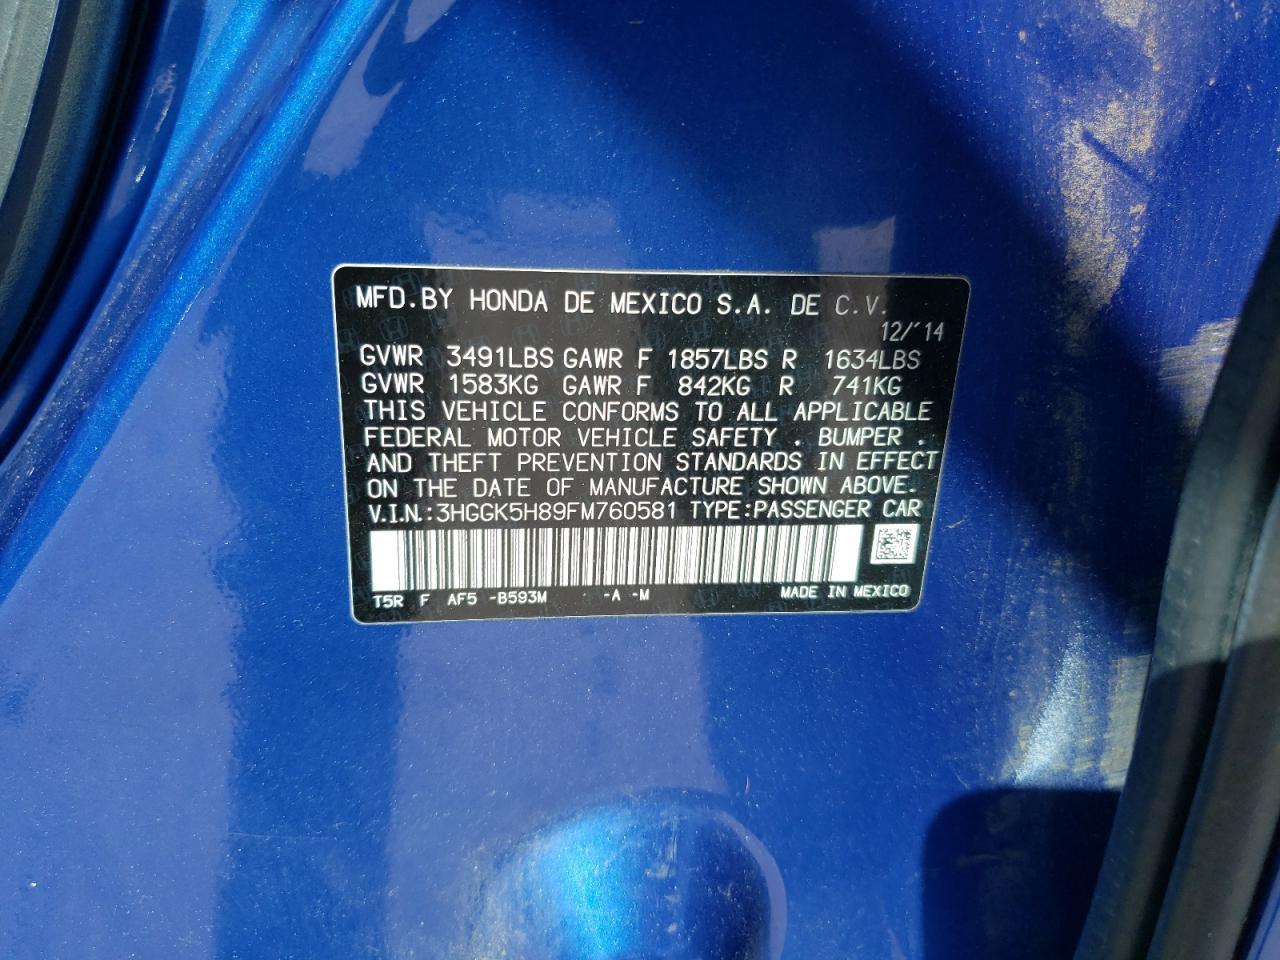 MFD.BY HONDA DE MEXICO S.A. DE C.V.
12/'14
GVWR 3491LBS GAWR F 1857LBS R 1634LBS
GVWR 1583KG GAWR F 842KG R 741KG
THIS VEHICLE CONFORMS TO ALL APPLICABLE
FEDERAL MOTOR VEHICLE SAFETY . BUMPER .
AND THEFT PREVENTION STANDARDS IN EFFECT
ON THE DATE OF MANUFACTURE SHOWN ABOVE.
V.I.N.:3HGGK5H89FM760581 TYPE:PASSENGER CAR
T5R F AF5 -B593M -A -M MADE IN MEXICO